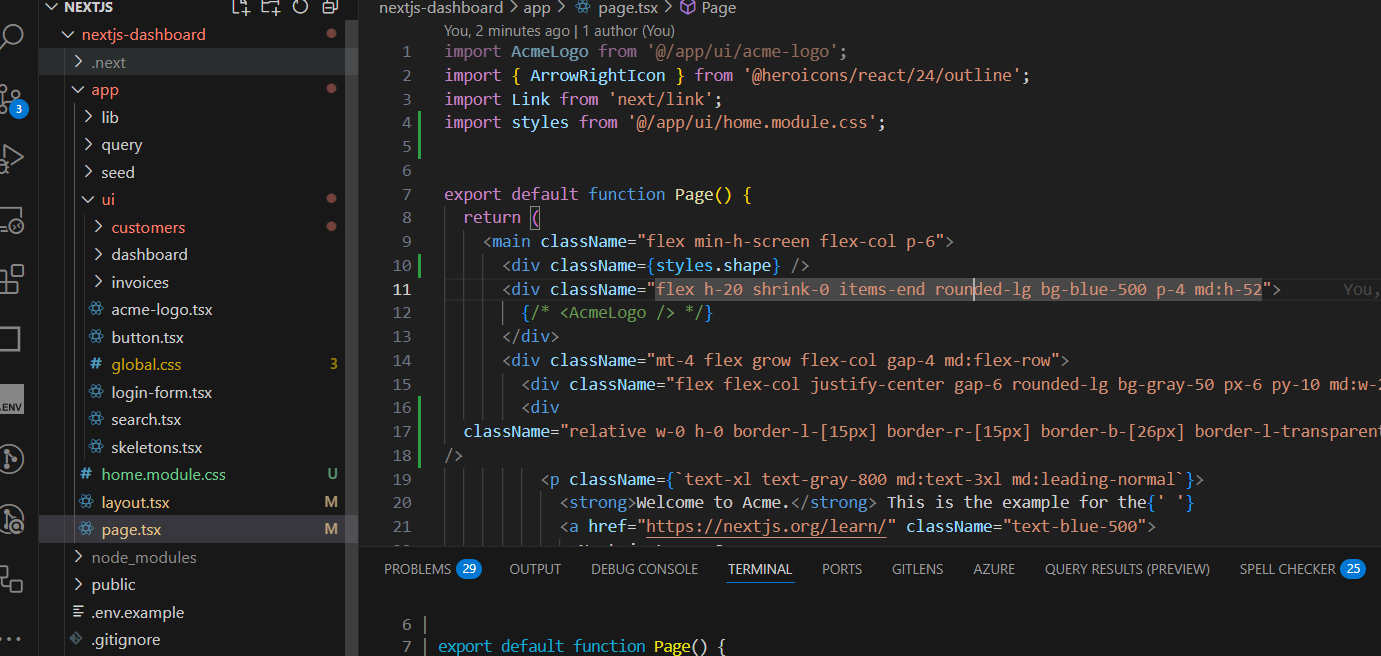 NEXTJS
nextjs-dashboard
.next
app
lib
query
seed
ui
customers
dashboard
invoices
acme-logo.tsx
button.tsx
# global.css 3
login-form.tsx
search.tsx
skeletons.tsx
# home.module.css U
layout.tsx M
page.tsx M
node_modules
public
.env.example
.gitignore
3
.ENV
nextjs-dashboard > app > page.tsx > Page
You, 2 minutes ago | 1 author (You)
1 import AcmeLogo from '@/app/ui/acme-logo';
2 import { ArrowRightIcon } from '@heroicons/react/24/outline';
3 import Link from 'next/link';
4 import styles from '@/app/ui/home.module.css';
5
6
7 export default function Page() {
8 return (
9 <main className="flex min-h-screen flex-col p-6">
10 <div className={styles.shape} />
11 <div className="flex h-20 shrink-0 items-end rounded-lg bg-blue-500 p-4 md:h-52"> You,
12 {/* <AcmeLogo /> */}
13 </div>
14 <div className="mt-4 flex grow flex-col gap-4 md:flex-row">
15 <div className="flex flex-col justify-center gap-6 rounded-lg bg-gray-50 px-6 py-10 md:w-2
16 <div
17 className="relative w-0 h-0 border-l-[15px] border-r-[15px] border-b-[26px] border-l-transparent
18 />
19 <p className={`text-xl text-gray-800 md:text-3xl md:leading-normal`}>
20 <strong>Welcome to Acme.</strong> This is the example for the{' '}
21 <a href="https://nextjs.org/learn/" className="text-blue-500">
PROBLEMS 29 OUTPUT DEBUG CONSOLE TERMINAL PORTS GITLENS AZURE QUERY RESULTS (PREVIEW) SPELL CHECKER 25
6 |
7 | export default function Page() {